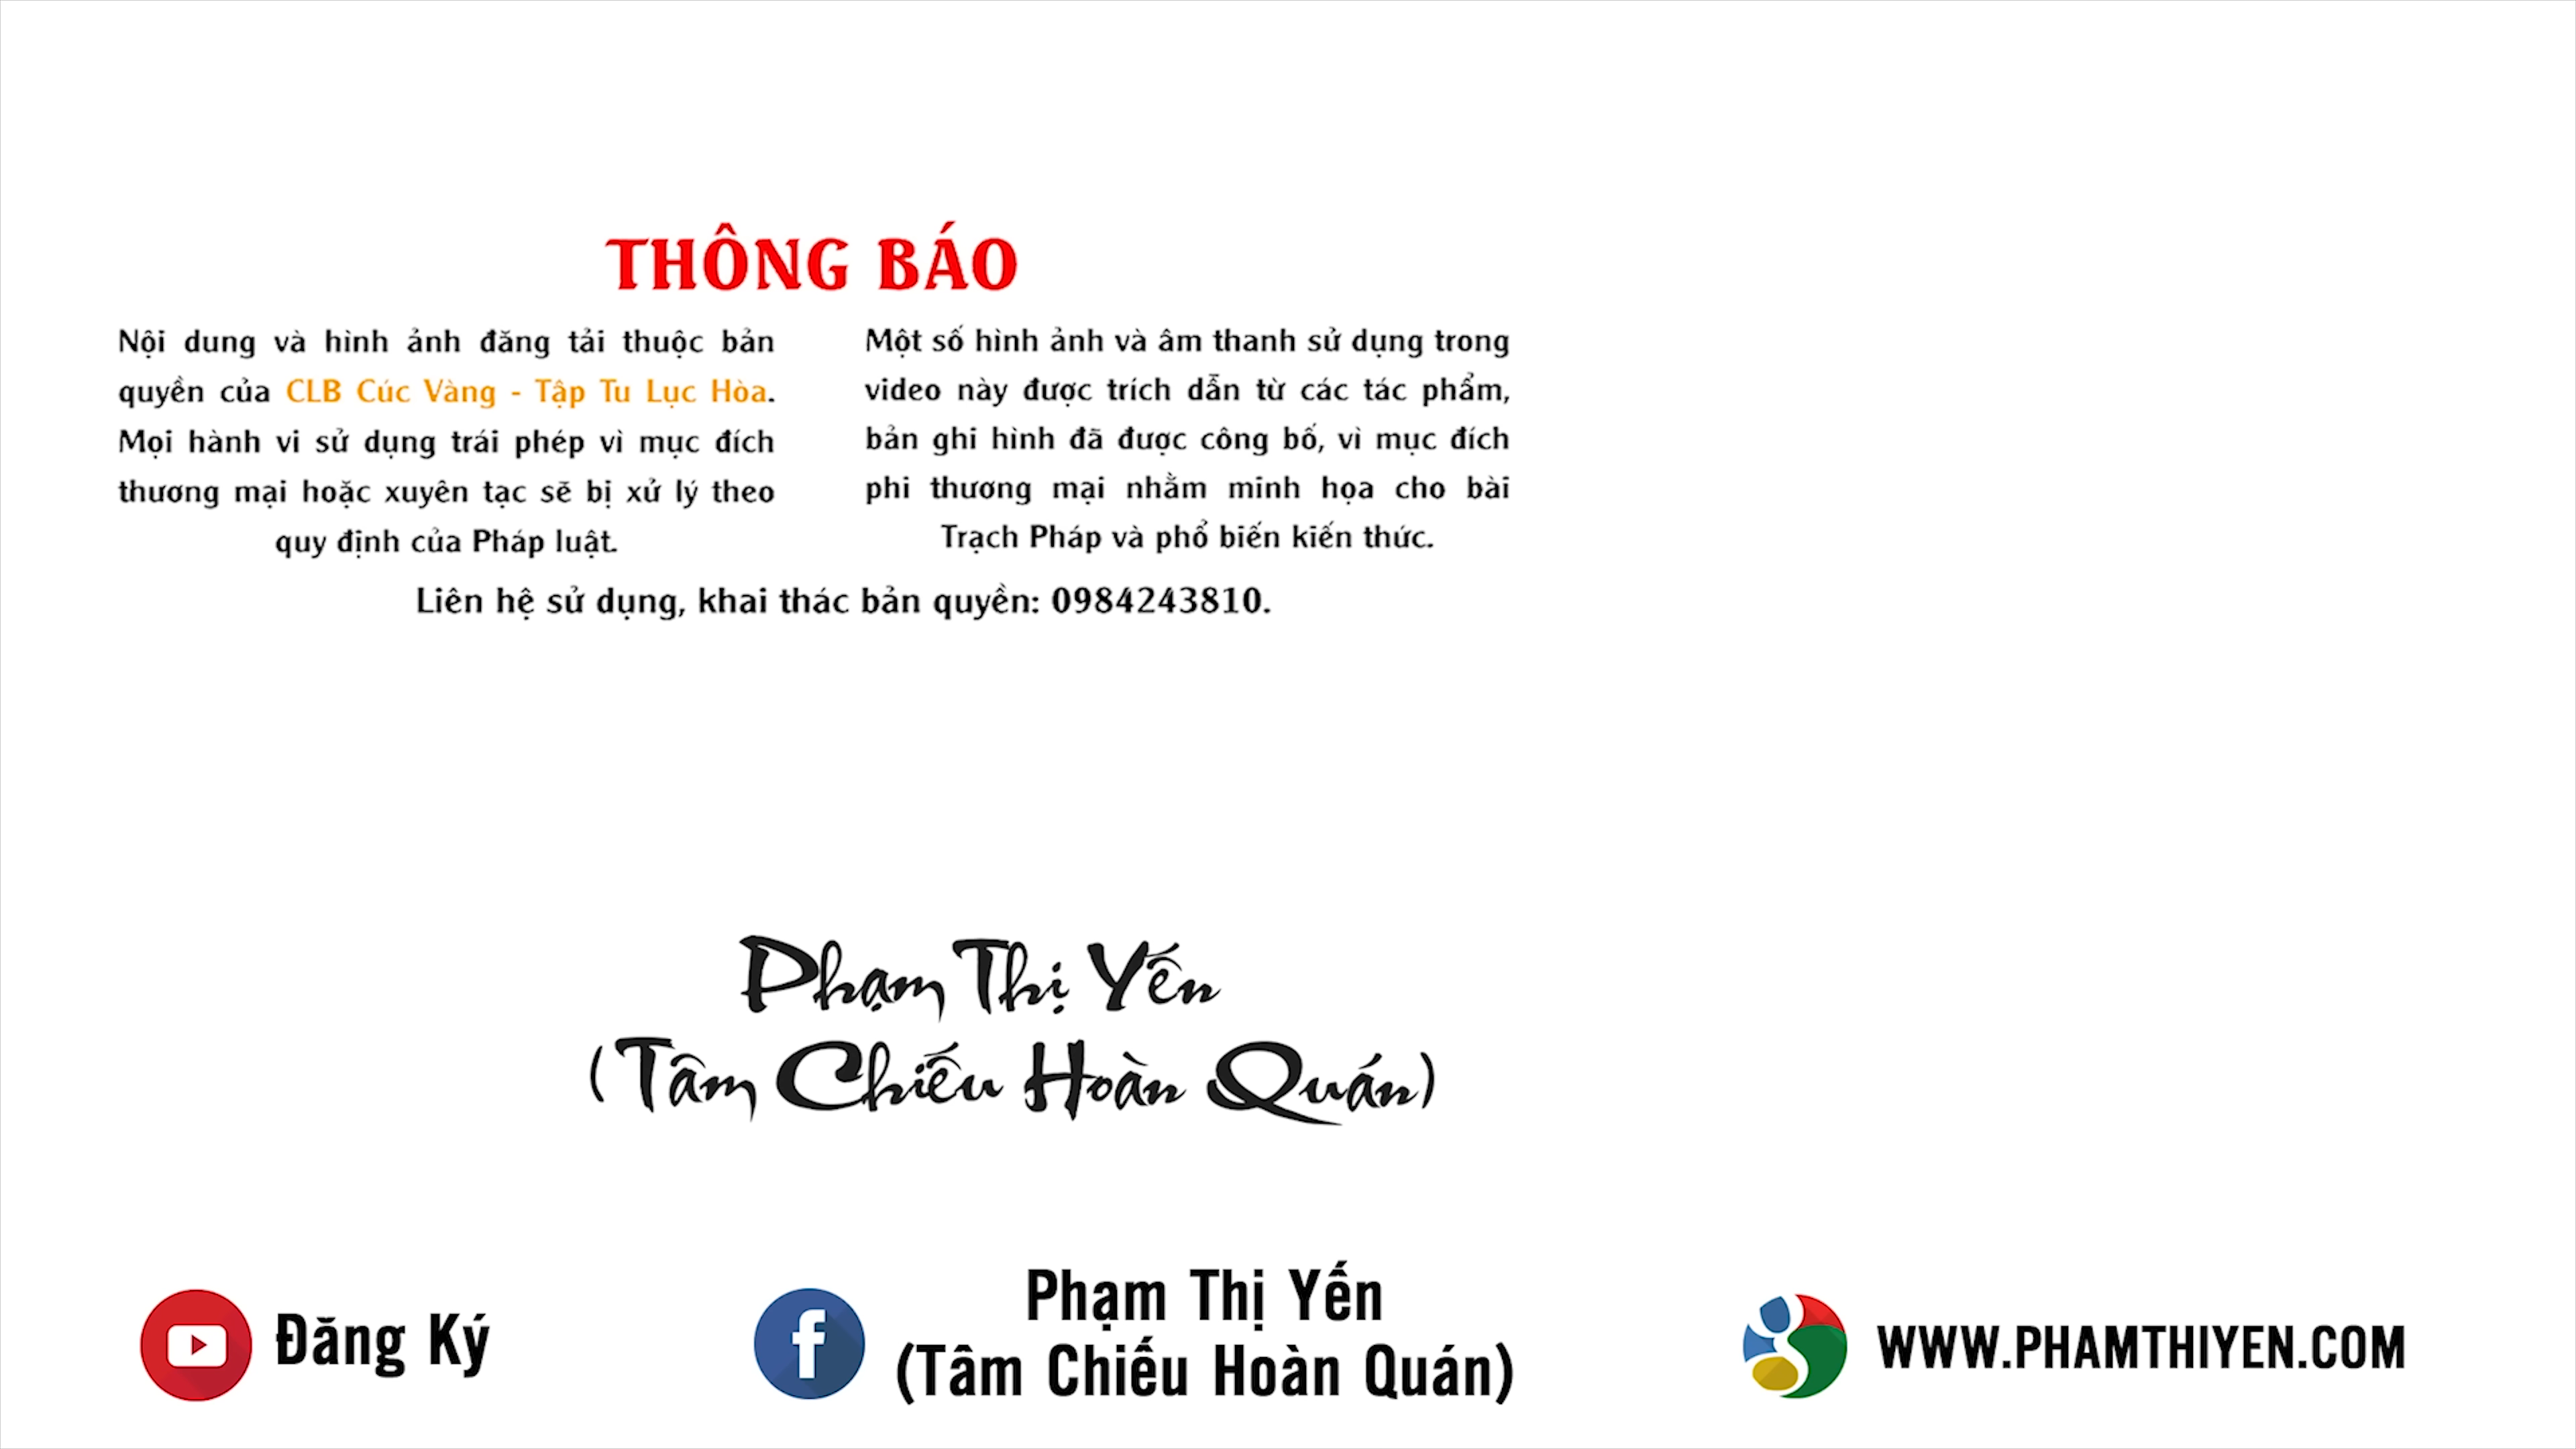 THÔNG BÁO
Nội dung và hình ảnh đăng tải thuộc bản
quyền của CLB Cúc Vàng - Tập Tu Lục Hòa.
Mọi hành vi sử dụng trái phép vì mục đích
thương mại hoặc xuyên tạc sẽ bị xử lý theo
quy định của Pháp luật.
Một số hình ảnh và âm thanh sử dụng trong
video này được trích dẫn từ các tác phẩm,
bản ghi hình đã được công bố, vì mục đích
phi thương mại nhằm minh họa cho bài
Trạch Pháp và phổ biến kiến thức.
Liên hệ sử dụng, khai thác bản quyền: 0984243810.
Phạm Thị Yến
(Tâm Chiếu Hoàn Quán)
Đăng Ký
Phạm Thị Yến
(Tâm Chiếu Hoàn Quán)
WWW.PHAMTHIYEN.COM